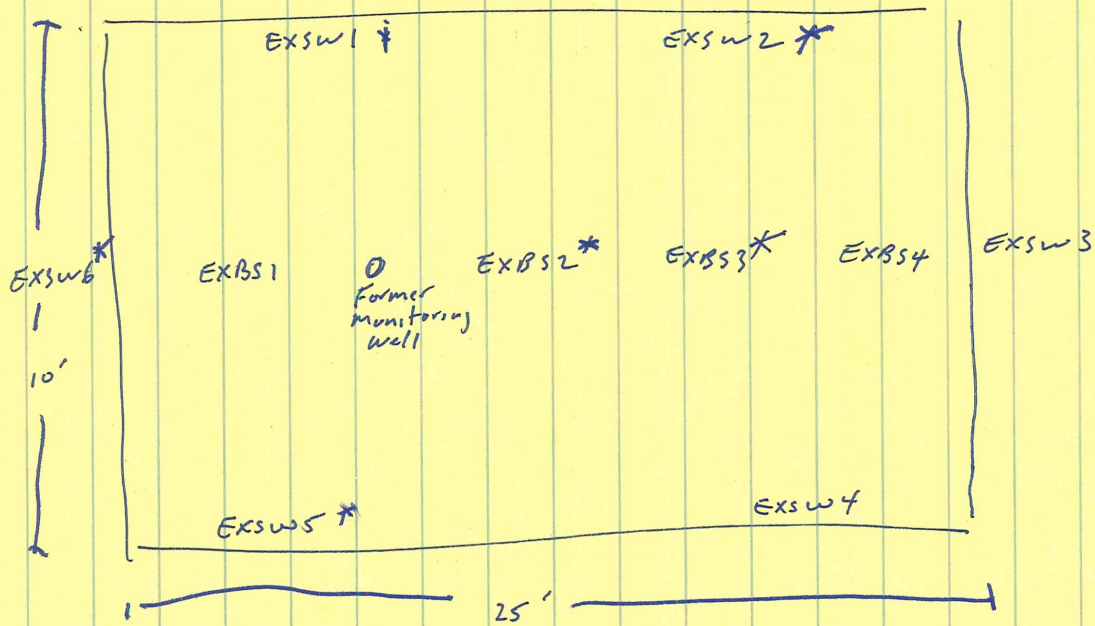 EXSW1 *
EXSW2 *
EXSW6 *
EXBS1
Former
monitoring
well
EXBS2 *
EXBS3 *
EXBS4
EXSW3
10'
EXSW5 *
EXSW4
25'